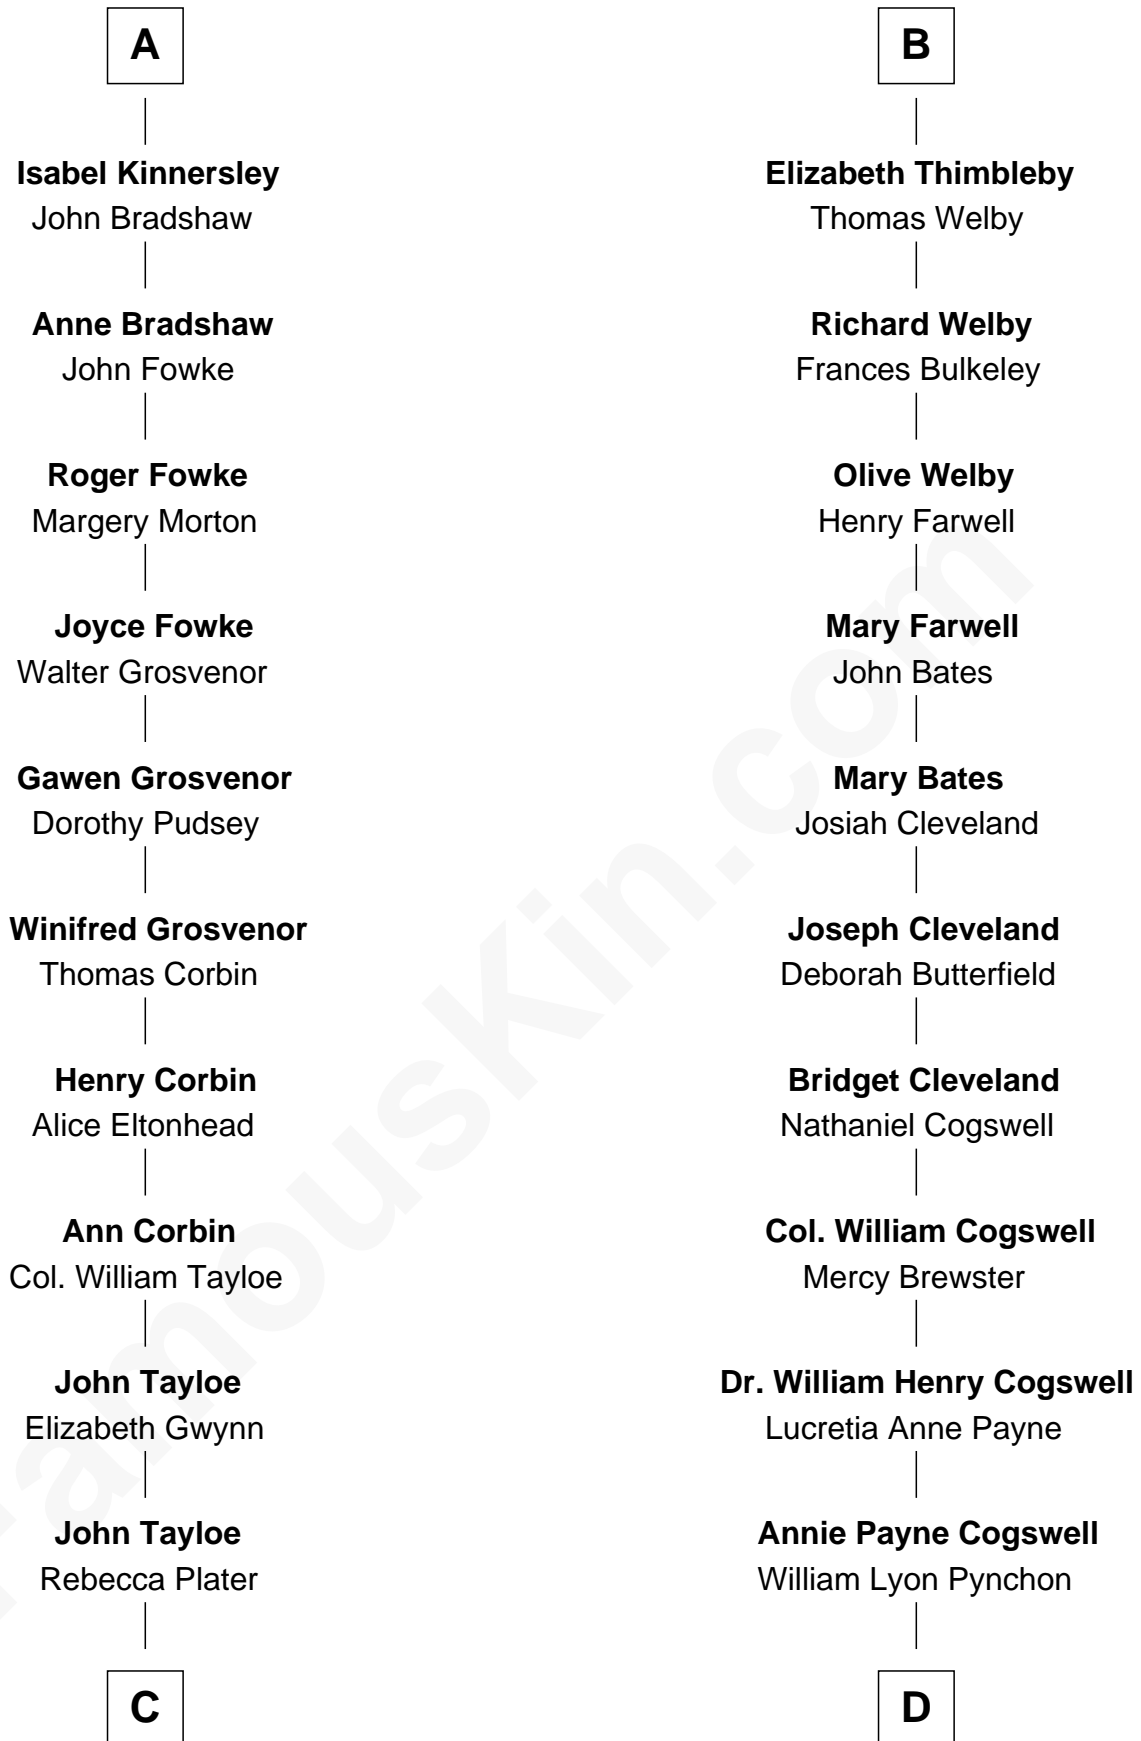 A
Isabel Kinnersley
John Bradshaw
Anne Bradshaw
John Fowke
Roger Fowke
Margery Morton
Joyce Fowke
Walter Grosvenor
Gawen Grosvenor
Dorothy Pudsey
Winifred Grosvenor
Thomas Corbin
Henry Corbin
Alice Eltonhead
Ann Corbin
Col. William Tayloe
John Tayloe
Elizabeth Gwynn
John Tayloe
Rebecca Plater
C
B
Elizabeth Thimbleby
Thomas Welby
Richard Welby
Frances Bulkeley
Olive Welby
Henry Farwell
Mary Farwell
John Bates
Mary Bates
Josiah Cleveland
Joseph Cleveland
Deborah Butterfield
Bridget Cleveland
Nathaniel Cogswell
Col. William Cogswell
Mercy Brewster
Dr. William Henry Cogswell
Lucretia Anne Payne
Annie Payne Cogswell
William Lyon Pynchon
D
FamousKin.com